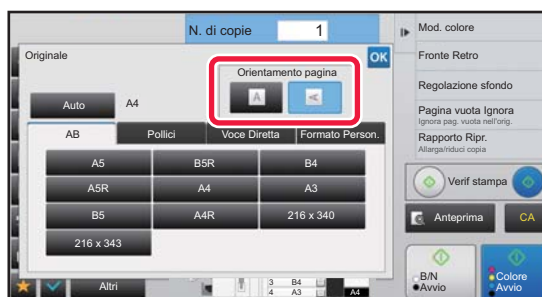 N. di copie 1
Originale
OK
Orientamento pagina
A A
Auto A4
AB Pollici Voce Diretta Formato Person.
A5 B5R B4
A5R A4 A3
B5 A4R 216 x 340
216 x 343
Altri
3 B4
4 A3 A4
Mod. colore
Fronte Retro
Regolazione sfondo
Pagina vuota Ignora
Ignora pag. vuota nell'orig.
Rapporto Ripr.
Allarga/riduci copia
Verif stampa
Anteprima CA
B/N
Avvio
Colore
Avvio